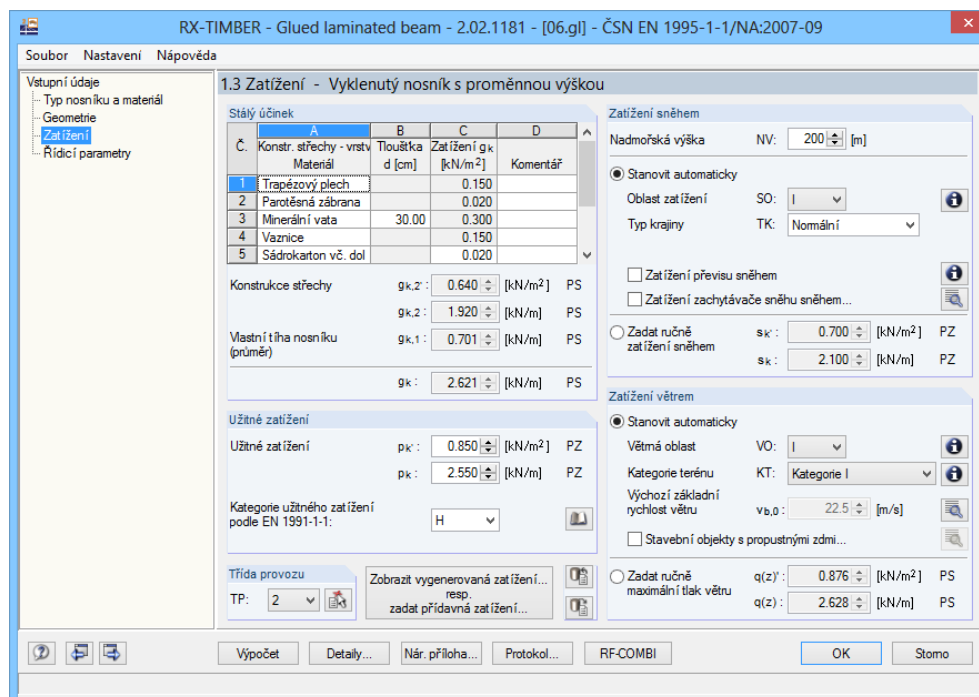 RX-TIMBER - Glued laminated beam - 2.02.1181 - [06.gl] - ČSN EN 1995-1-1/NA:2007-09
Soubor Nastavení Nápověda
Vstupní údaje
Typ nosníku a materiál
Geometrie
Zatížení
Řídicí parametry
1.3 Zatížení - Vyklenutý nosník s proměnnou výškou
Stálý účinek
A B C D
Č. Konstr. střechy - vrstv Tloušťka Zatížení gk
Materiál d [cm] [kN/m²] Komentář
1 Trapézový plech 0.150
2 Parotěsná zábrana 0.020
3 Minerální vata 30.00 0.300
4 Vaznice 0.150
5 Sádrokarton vč. dol 0.020
Konstrukce střechy gk,2' : 0.640 [kN/m²] PS
gk,2 : 1.920 [kN/m] PS
Vlastní tíha nosníku gk,1 : 0.701 [kN/m] PS
(průměr)
gk : 2.621 [kN/m] PS
Užitné zatížení
Užitné zatížení pk' : 0.850 [kN/m²] PZ
pk : 2.550 [kN/m] PZ
Kategorie užitného zatížení
podle EN 1991-1-1: H
Třída provozu
TP: 2
Zobrazit vygenerovaná zatížení...
resp.
zadat přídavná zatížení...
Zatížení sněhem
Nadmořská výška NV: 200 [m]
Stanovit automaticky
Oblast zatížení SO: I
Typ krajiny TK: Normální
Zatížení převisu sněhem
Zatížení zachytávače sněhu sněhem...
Zadat ručně sk' : 0.700 [kN/m²] PZ
zatížení sněhem
sk : 2.100 [kN/m] PZ
Zatížení větrem
Stanovit automaticky
Větrná oblast VO: I
Kategorie terénu KT: Kategorie I
Výchozí základní
rychlost větru vb,0 : 22.5 [m/s]
Stavební objekty s propustnými zdmi...
Zadat ručně q(z)' : 0.876 [kN/m²] PS
maximální tlak větru
q(z) : 2.628 [kN/m] PS
Výpočet Detaily... Nár. příloha... Protokol... RF-COMBI OK Storno